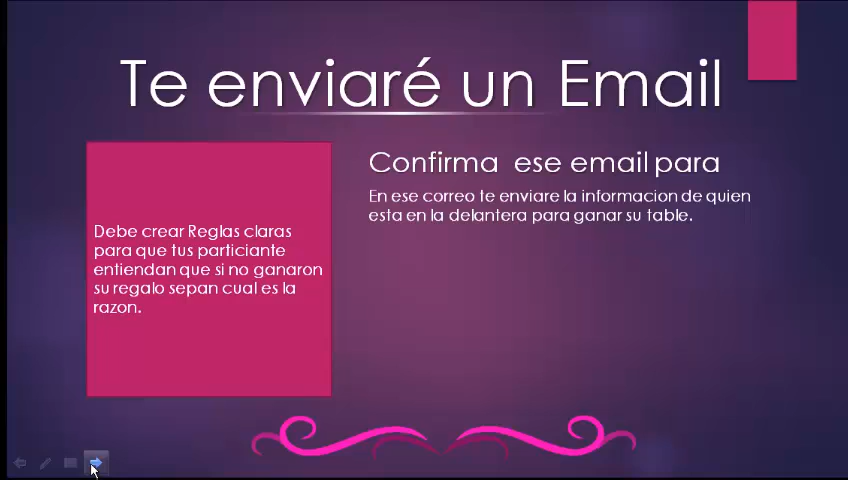 Te enviaré un Email
Debe crear Reglas claras
para que tus particiante
entiendan que si no ganaron
su regalo sepan cual es la
razon.
Confirma ese email para
En ese correo te enviare la informacion de quien
esta en la delantera para ganar su table.